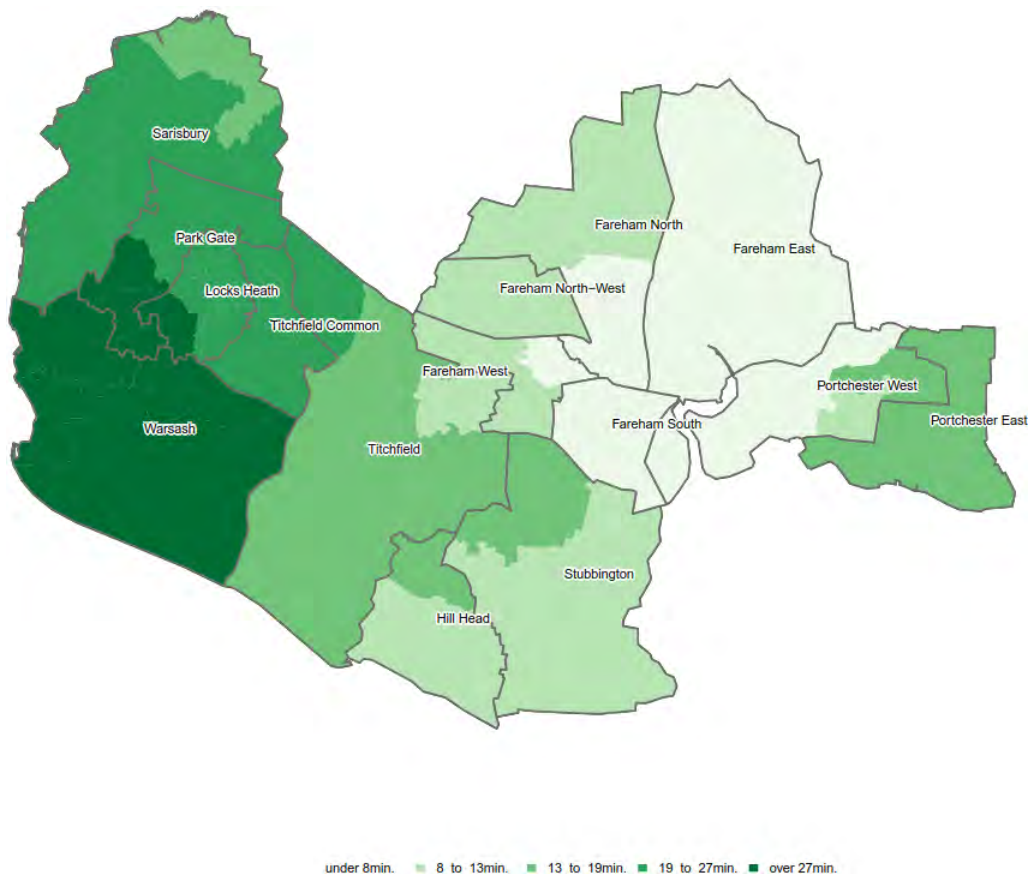 Sarisbury
Park Gate
Locks Heath
Titchfield Common
Warsash
Fareham North
Fareham East
Fareham North−West
Fareham West
Fareham South
Portchester West
Portchester East
Titchfield
Stubbington
Hill Head
under 8min. 8 to 13min. 13 to 19min. 19 to 27min. over 27min.